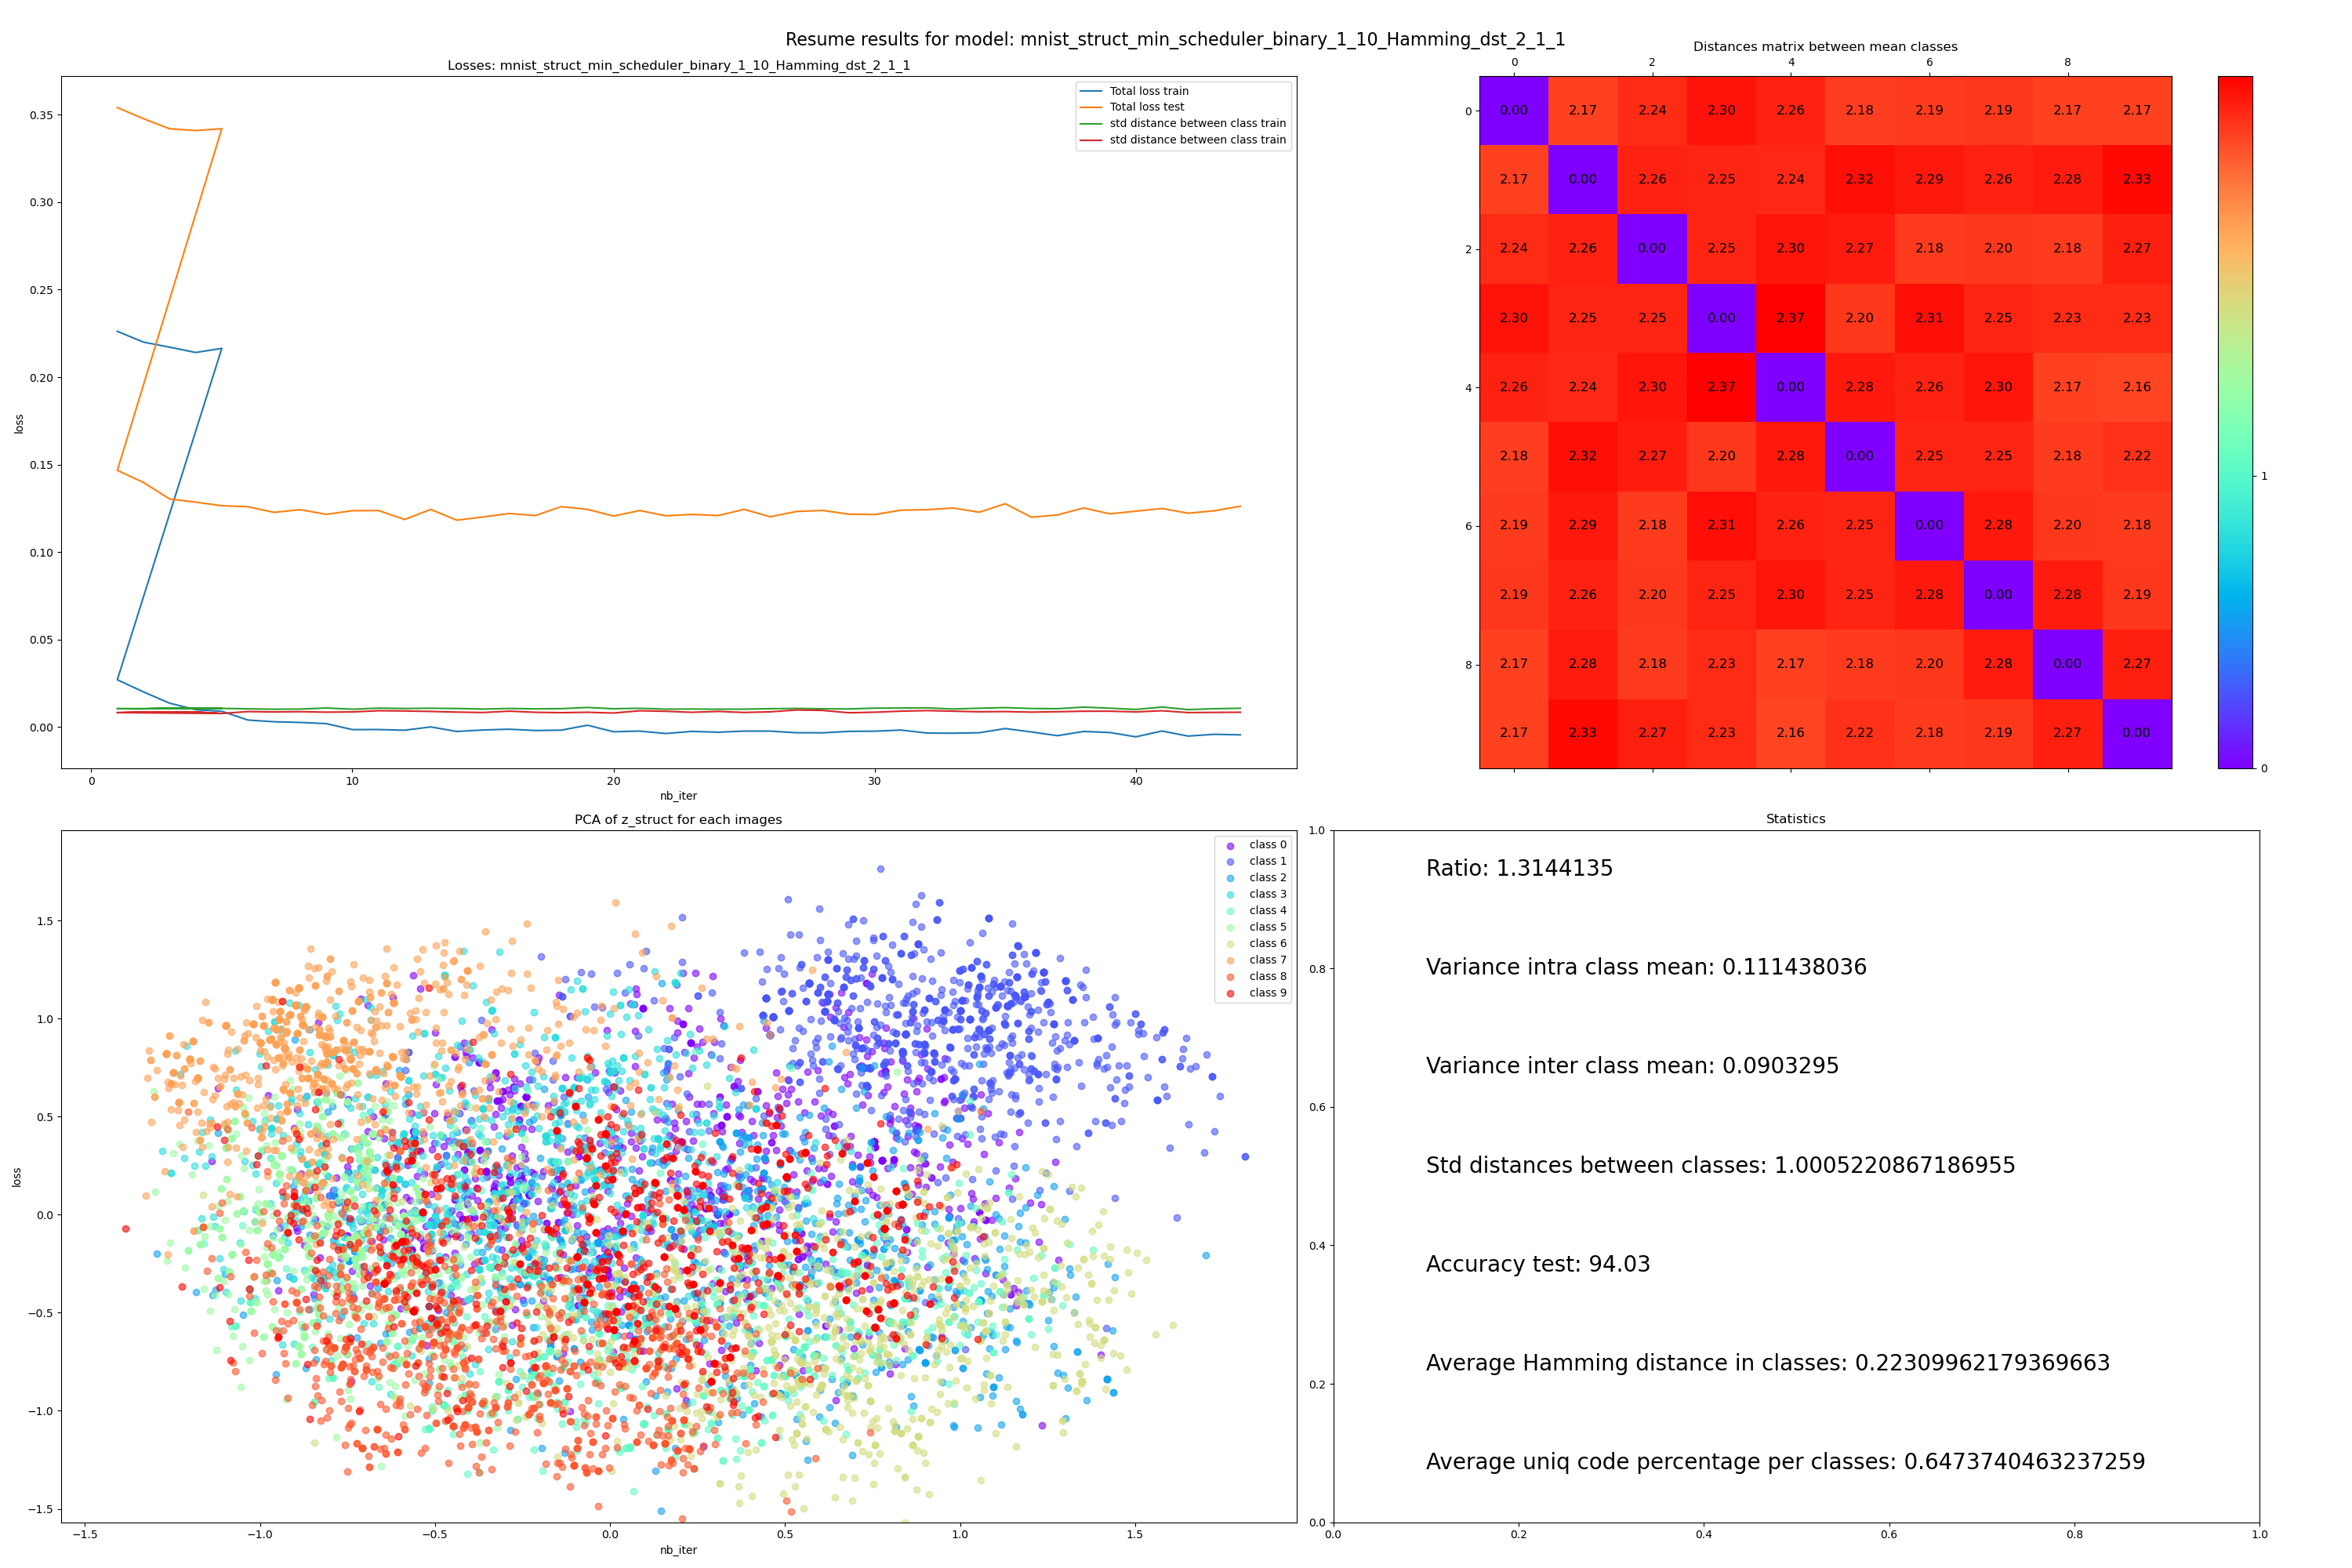 Resume results for model: mnist_struct_min_scheduler_binary_1_10_Hamming_dst_2_1_1
Losses: mnist_struct_min_scheduler_binary_1_10_Hamming_dst_2_1_1
Total loss train
Total loss test
std distance between class train
std distance between class train
0.35
0.30
0.25
0.20
0.15
0.10
0.05
0.00
loss
0 10 20 30 40
nb_iter
Distances matrix between mean classes
0 2 4 6 8
0
2
4
6
8
0.00 2.17 2.24 2.30 2.26 2.18 2.19 2.19 2.17 2.17
2.17 0.00 2.26 2.25 2.24 2.32 2.29 2.26 2.28 2.33
2.24 2.26 0.00 2.25 2.30 2.27 2.18 2.20 2.18 2.27
2.30 2.25 2.25 0.00 2.37 2.20 2.31 2.25 2.23 2.23
2.26 2.24 2.30 2.37 0.00 2.28 2.26 2.30 2.17 2.16
2.18 2.32 2.27 2.20 2.28 0.00 2.25 2.25 2.18 2.22
2.19 2.29 2.18 2.31 2.26 2.25 0.00 2.28 2.20 2.18
2.19 2.26 2.20 2.25 2.30 2.25 2.28 0.00 2.28 2.19
2.17 2.28 2.18 2.23 2.17 2.18 2.20 2.28 0.00 2.27
2.17 2.33 2.27 2.23 2.16 2.22 2.18 2.19 2.27 0.00
1
0
PCA of z_struct for each images
class 0
class 1
class 2
class 3
class 4
class 5
class 6
class 7
class 8
class 9
1.5
1.0
0.5
0.0
−0.5
−1.0
−1.5
loss
−1.5 −1.0 −0.5 0.0 0.5 1.0 1.5
nb_iter
Statistics
1.0
0.8
0.6
0.4
0.2
0.0
Ratio: 1.3144135
Variance intra class mean: 0.111438036
Variance inter class mean: 0.0903295
Std distances between classes: 1.0005220867186955
Accuracy test: 94.03
Average Hamming distance in classes: 0.22309962179369663
Average uniq code percentage per classes: 0.6473740463237259
0.0 0.2 0.4 0.6 0.8 1.0